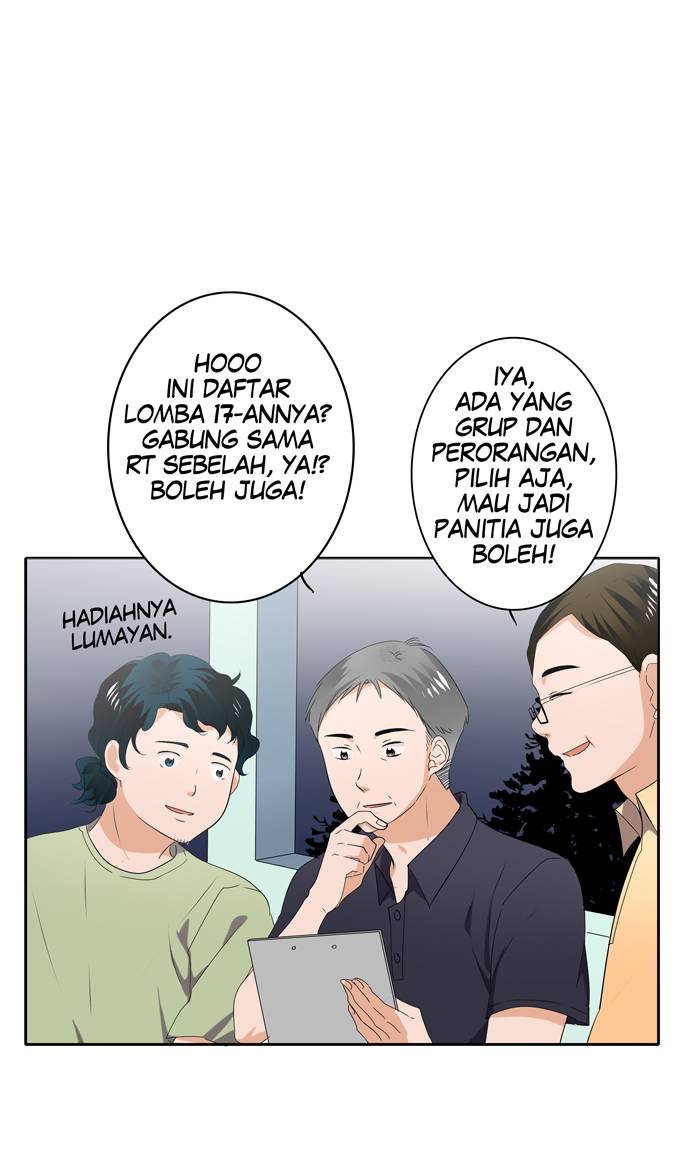 HOOO
INI DAFTAR
LOMBA 17-ANNYA?
GABUNG SAMA
RT SEBELAH, YA!?
BOLEH JUGA!
IYA,
ADA YANG
GRUP DAN
PERORANGAN,
PILIH AJA,
MAU JADI
PANITIA JUGA
BOLEH!
HADIAHNYA
LUMAYAN.